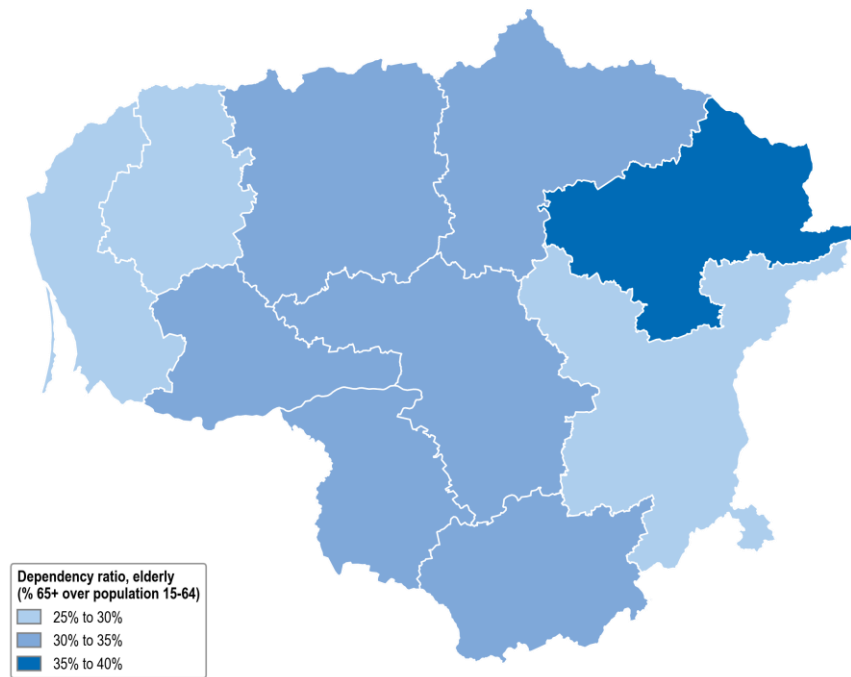 Dependency ratio, elderly
(% 65+ over population 15-64)
25% to 30%
30% to 35%
35% to 40%